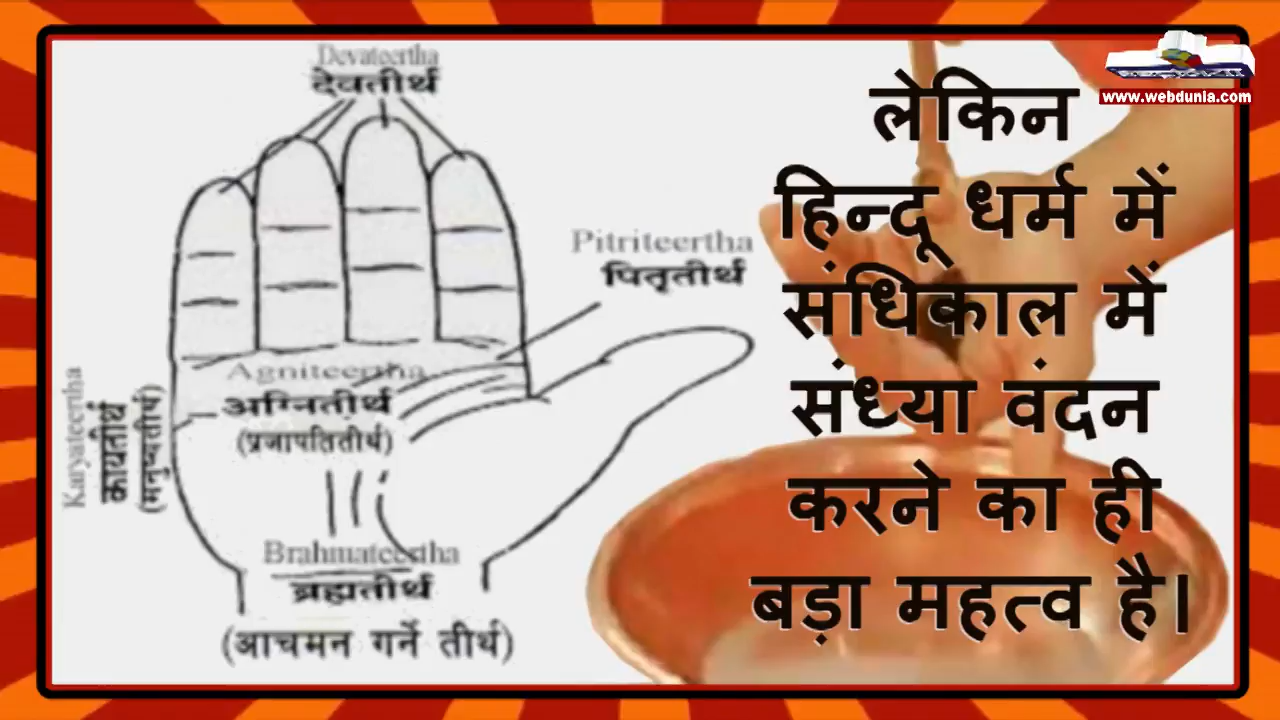 Devateertha
देवतीर्थ
Pitriteertha
पितृतीर्थ
Agniteertha
अग्नितीर्थ
(प्रजापतितीर्थ)
Karyateertha
कायतीर्थ
(मनुष्यतीर्थ)
Brahmateertha
ब्रह्मतीर्थ
(आचमन गर्ने तीर्थ)
www.webdunia.com
लेकिन
हिन्दू धर्म में
संधिकाल में
संध्या वंदन
करने का ही
बड़ा महत्व है।